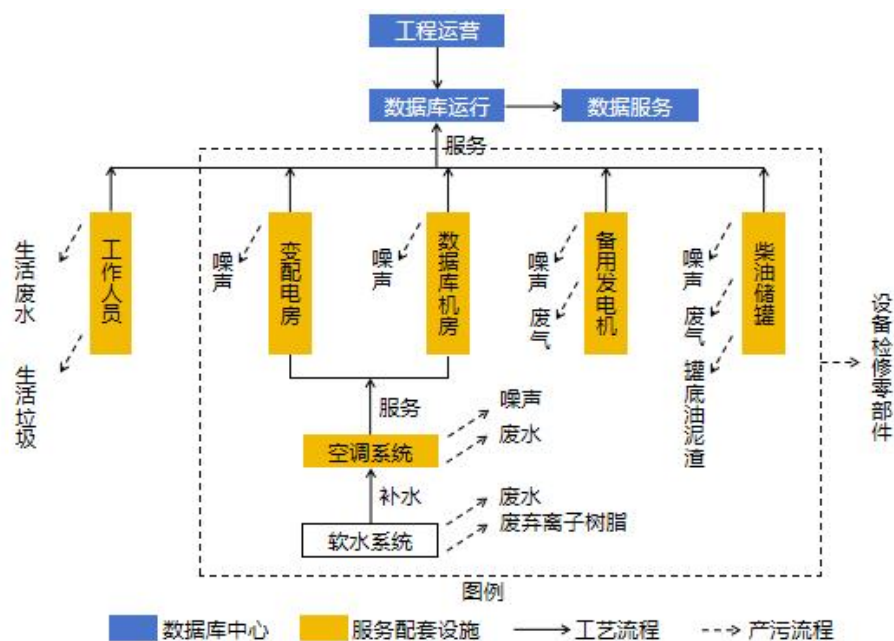 工程运营
数据库运行
数据服务
服务
工作人员
生活废水
生活垃圾
变配电房
噪声
数据库机房
噪声
备用发电机
噪声
废气
柴油储罐
噪声
废气
罐底油泥渣
设备检修零部件
服务
空调系统
噪声
废水
补水
软水系统
废水
废弃离子树脂
图例
数据库中心
服务配套设施
工艺流程
产污流程